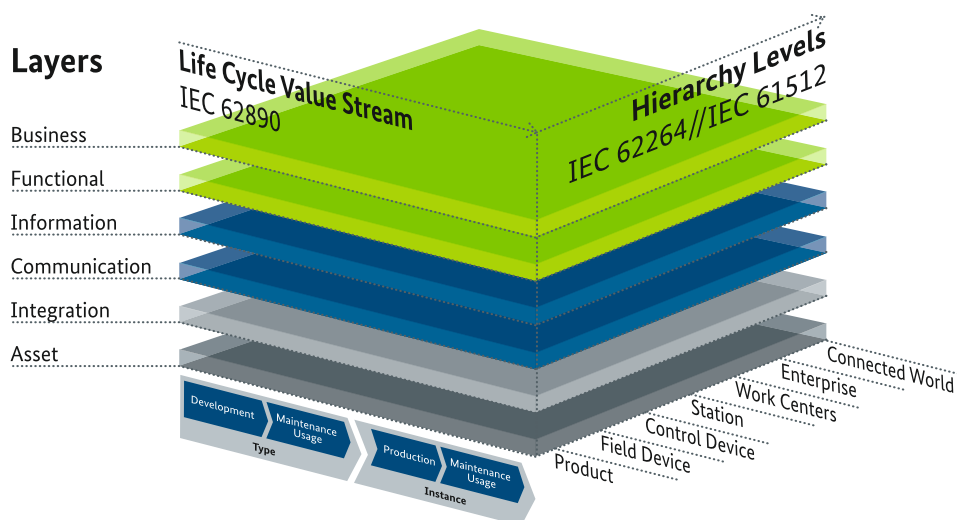 Layers
Life Cycle Value Stream
IEC 62890
Hierarchy Levels
IEC 62264//IEC 61512
Business
Functional
Information
Communication
Integration
Asset
Development
Maintenance
Usage
Type
Production
Maintenance
Usage
Instance
Connected World
Enterprise
Work Centers
Station
Control Device
Field Device
Product